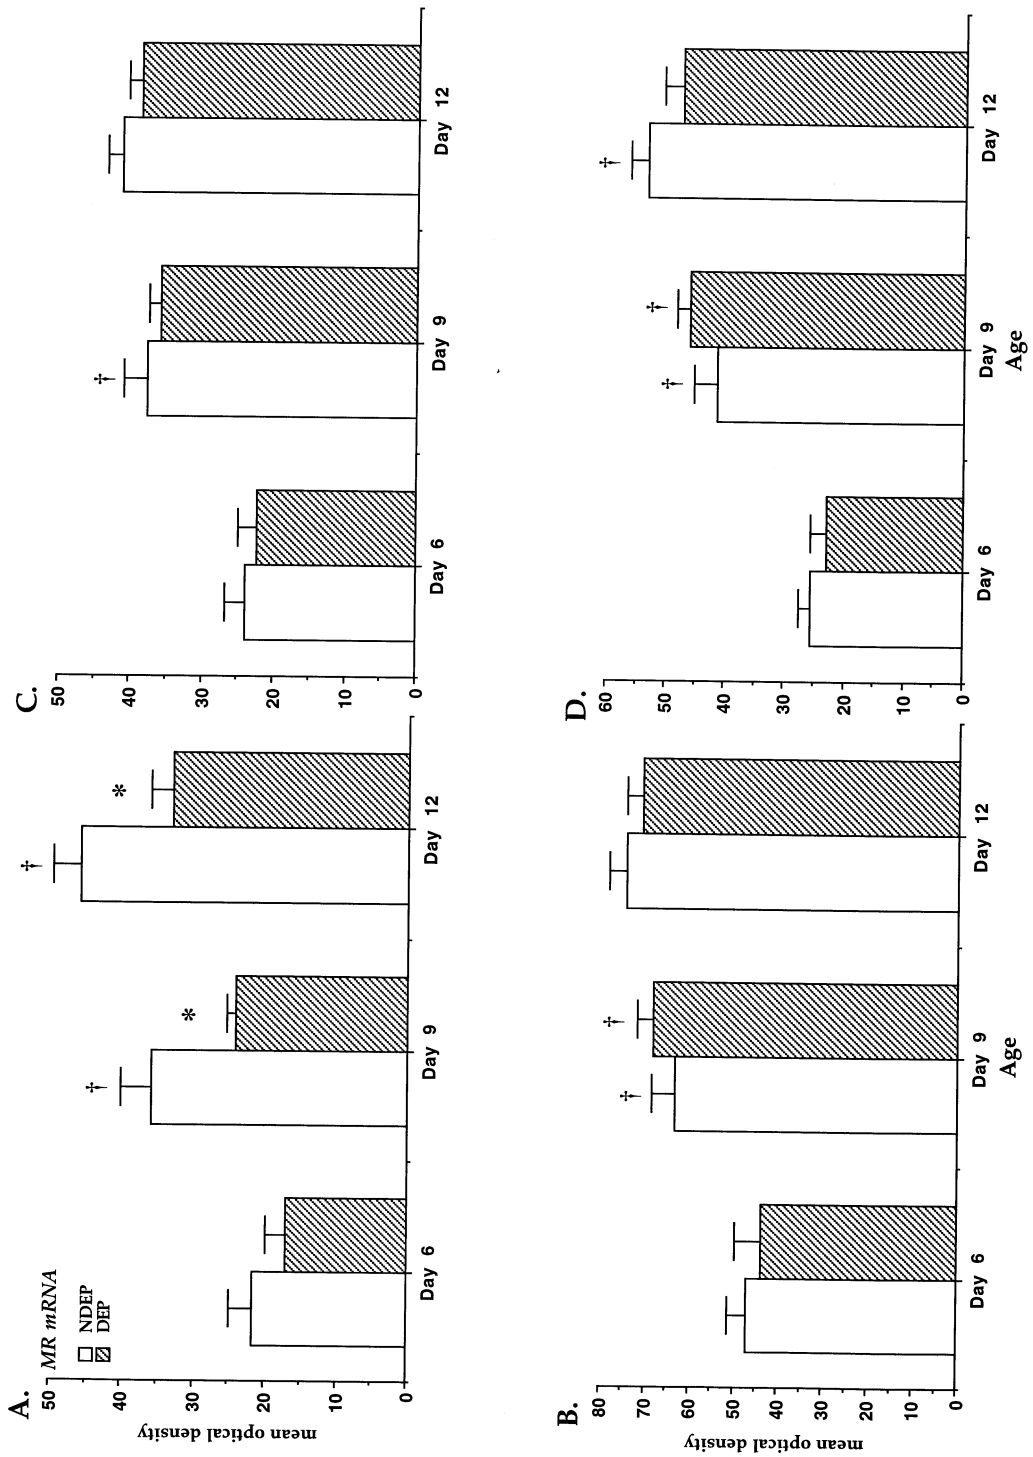 A.
MR mRNA
NDEP
DEP
mean optical density
50
40
30
20
10
0
Day 6
Day 9
Day 12
*
*
†
†
C.
50
40
30
20
10
0
Day 6
Day 9
Day 12
†
B.
mean optical density
80
70
60
50
40
30
20
10
0
Day 6
Day 9
Day 12
Age
†
†
D.
60
50
40
30
20
10
0
Day 6
Day 9
Day 12
Age
†
†
†